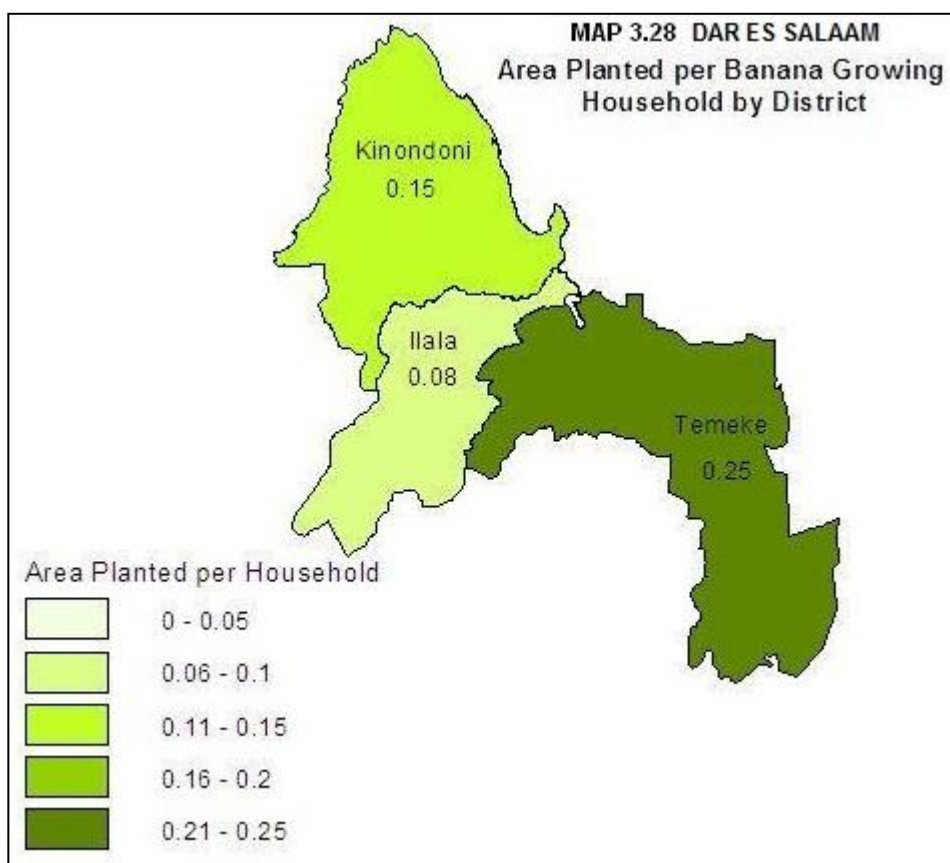 MAP 3.28 DAR ES SALAAM
Area Planted per Banana Growing
Household by District
Kinondoni
0.15
Ilala
0.08
Temeke
0.25
Area Planted per Household
0 - 0.05
0.06 - 0.1
0.11 - 0.15
0.16 - 0.2
0.21 - 0.25